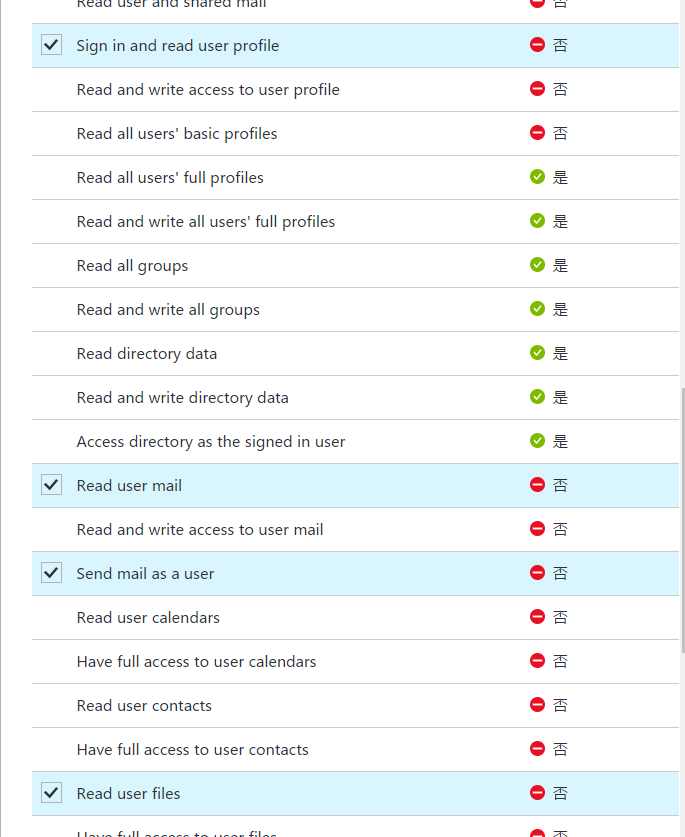 Read user and shared mail 否
Sign in and read user profile 否
Read and write access to user profile 否
Read all users' basic profiles 否
Read all users' full profiles 是
Read and write all users' full profiles 是
Read all groups 是
Read and write all groups 是
Read directory data 是
Read and write directory data 是
Access directory as the signed in user 是
Read user mail 否
Read and write access to user mail 否
Send mail as a user 否
Read user calendars 否
Have full access to user calendars 否
Read user contacts 否
Have full access to user contacts 否
Read user files 否
Have full access to user files 否